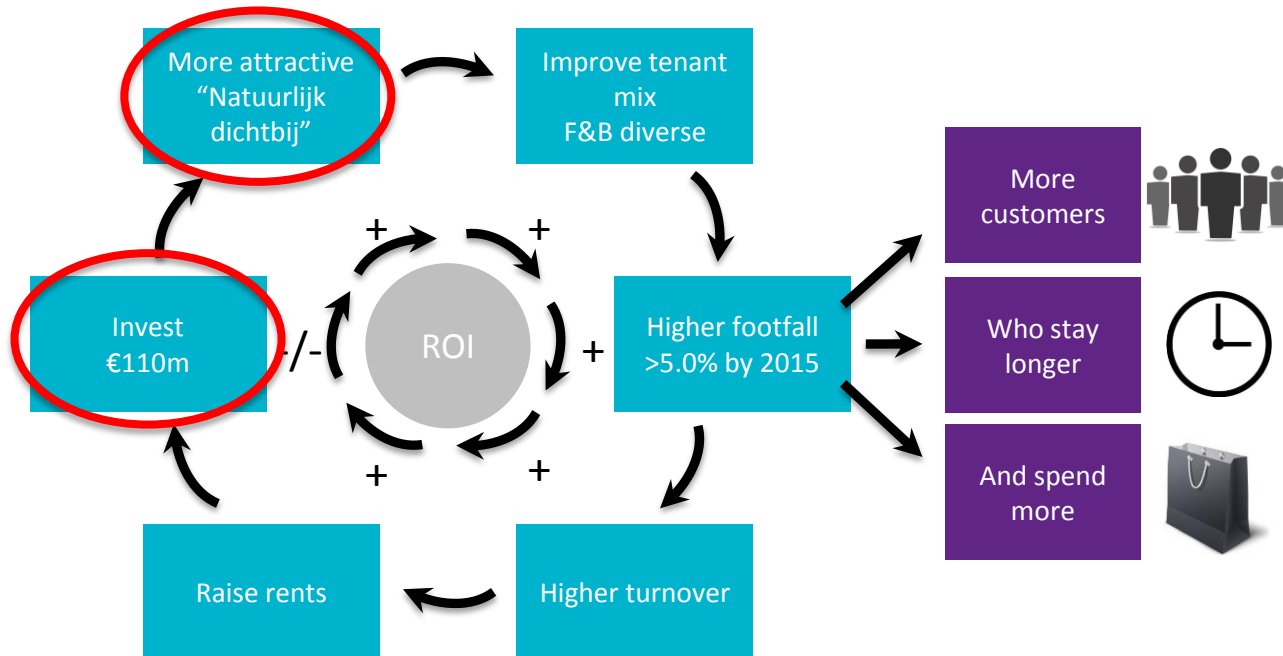 More attractive
“Natuurlijk
dichtbij”
Improve tenant
mix
F&B diverse
More
customers
+
+
Invest
€110m
+/-
ROI
+
Higher footfall
>5.0% by 2015
Who stay
longer
+
+
And spend
more
Raise rents
Higher turnover